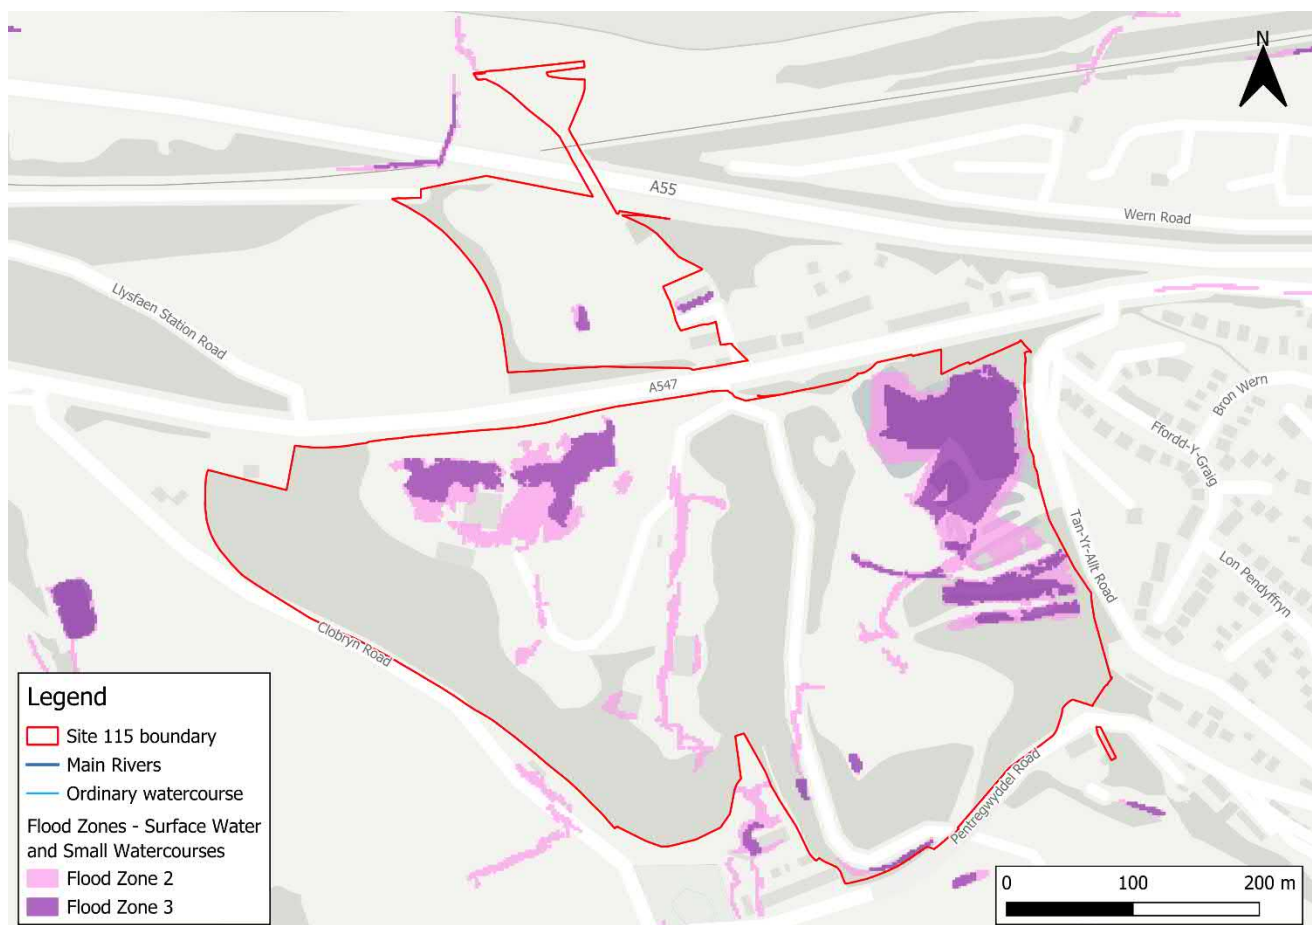 N
A55
Wern Road
Llysfaen Station Road
A547
Bron Wern
Ffordd-Y-Graig
Tan-Yr-Allt Road
Lon Pendyffryn
Clobryn Road
Pentregwyddel Road
Legend
Site 115 boundary
Main Rivers
Ordinary watercourse
Flood Zones - Surface Water
and Small Watercourses
Flood Zone 2
Flood Zone 3
0 100 200 m